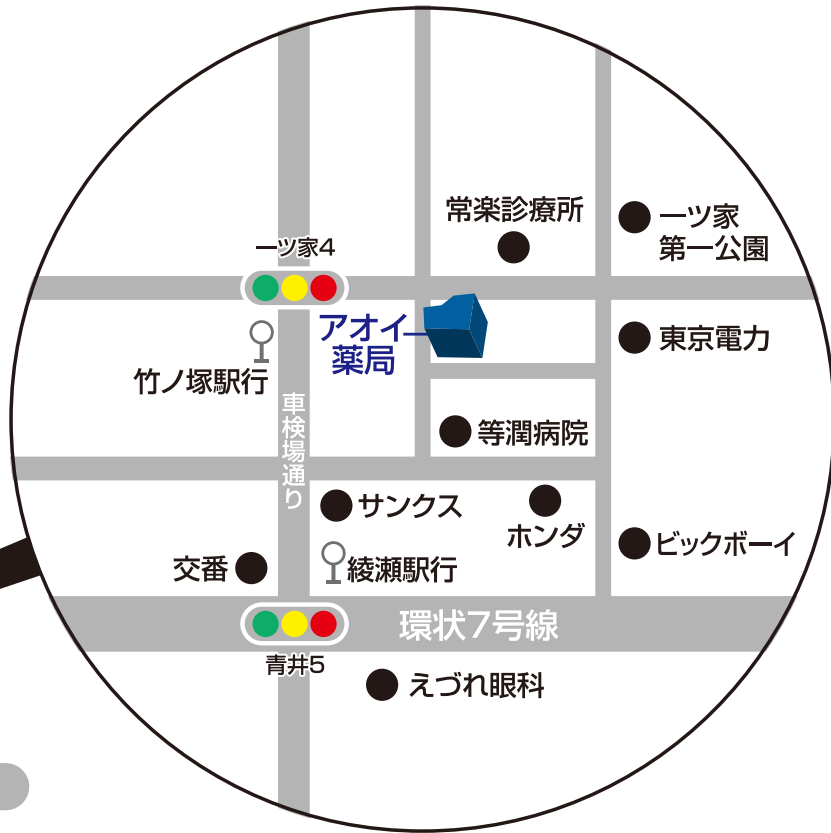 常楽診療所
一ツ家
第一公園
一ツ家4
アオイ
薬局
東京電力
竹ノ塚駅行
車検場通り
等潤病院
サンクス
ホンダ
ビックボーイ
交番
綾瀬駅行
環状7号線
青井5
えづれ眼科